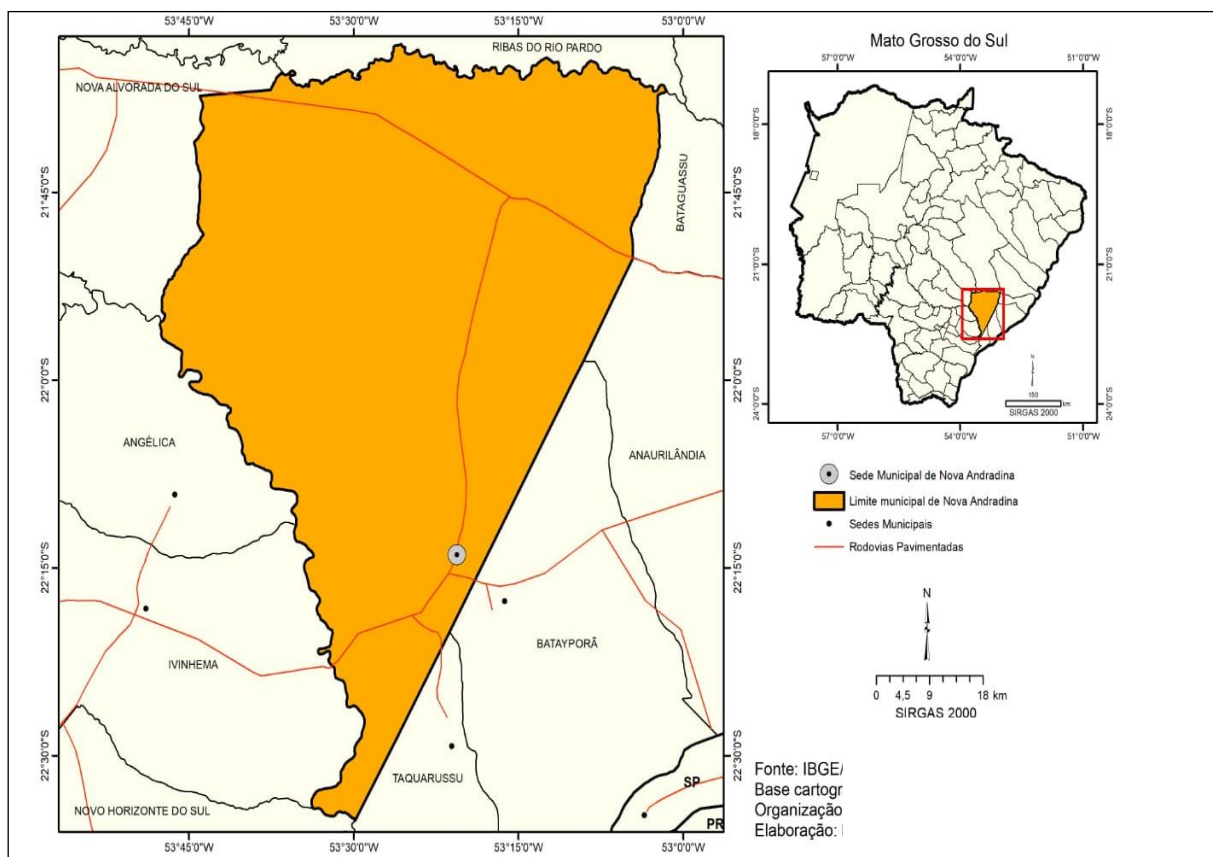 53°45'0"W 53°30'0"W 53°15'0"W 53°0'0"W
RIBAS DO RIO PARDO
NOVA ALVORADA DO SUL
BATAGUASSU
ANGÉLICA
ANAURILÂNDIA
IVINHEMA
BATAYPORÃ
TAQUARUSSU
NOVO HORIZONTE DO SUL
SP
PR
21°45'0"S
22°0'0"S
22°15'0"S
22°30'0"S
21°45'0"S
22°0'0"S
22°15'0"S
22°30'0"S
53°45'0"W 53°30'0"W 53°15'0"W 53°0'0"W
Mato Grosso do Sul
57°0'0"W 54°0'0"W 51°0'0"W
18°0'0"S
21°0'0"S
24°0'0"S
18°0'0"S
21°0'0"S
24°0'0"S
N
150
km
SIRGAS 2000
57°0'0"W 54°0'0"W 51°0'0"W
Sede Municipal de Nova Andradina
Limite municipal de Nova Andradina
Sedes Municipais
Rodovias Pavimentadas
N
0 4,5 9 18 km
SIRGAS 2000
Fonte: IBGE/
Base cartogr
Organização
Elaboração: